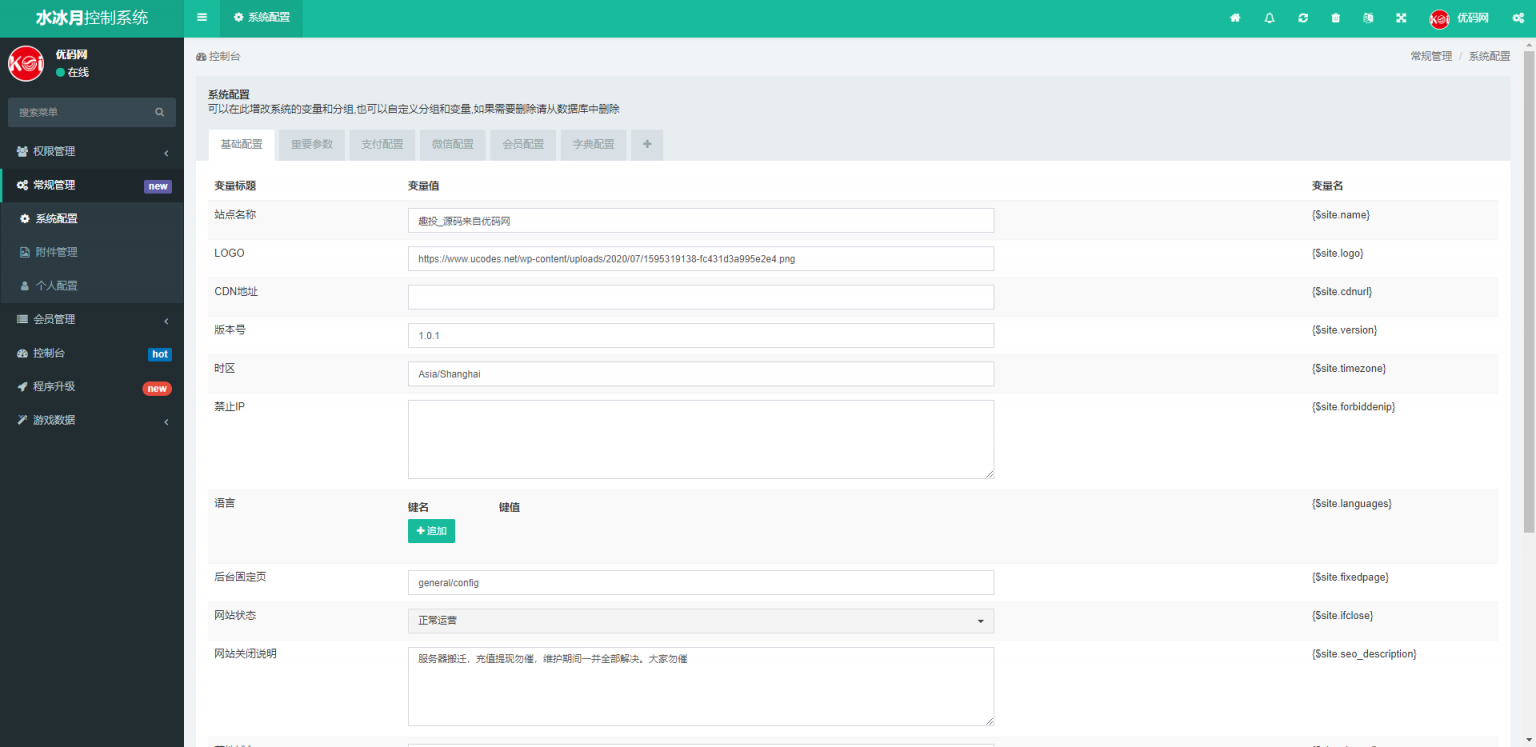 水冰月控制系统
系统配置
优码网
优码网
在线
控制台
常规管理 / 系统配置
搜索菜单
权限管理
常规管理 new
系统配置
附件管理
个人配置
会员管理
控制台 hot
程序升级 new
游戏数据
系统配置
可以在此增改系统的变量和分组,也可以自定义分组和变量,如果需要删除请从数据库中删除
基础配置 重要参数 支付配置 微信配置 会员配置 字典配置
变量标题 变量值 变量名
站点名称 趣投_源码来自优码网 {$site.name}
LOGO https://www.ucodes.net/wp-content/uploads/2020/07/1595319138-fc431d3a995e2e4.png {$site.logo}
CDN地址 {$site.cdnurl}
版本号 1.0.1 {$site.version}
时区 Asia/Shanghai {$site.timezone}
禁止IP {$site.forbiddenip}
语言 键名 键值 {$site.languages}
追加
后台固定页 general/config {$site.fixedpage}
网站状态 正常运营 {$site.ifclose}
网站关闭说明 服务器搬迁，充值提现勿催，维护期间一并全部解决。大家勿催 {$site.seo_description}